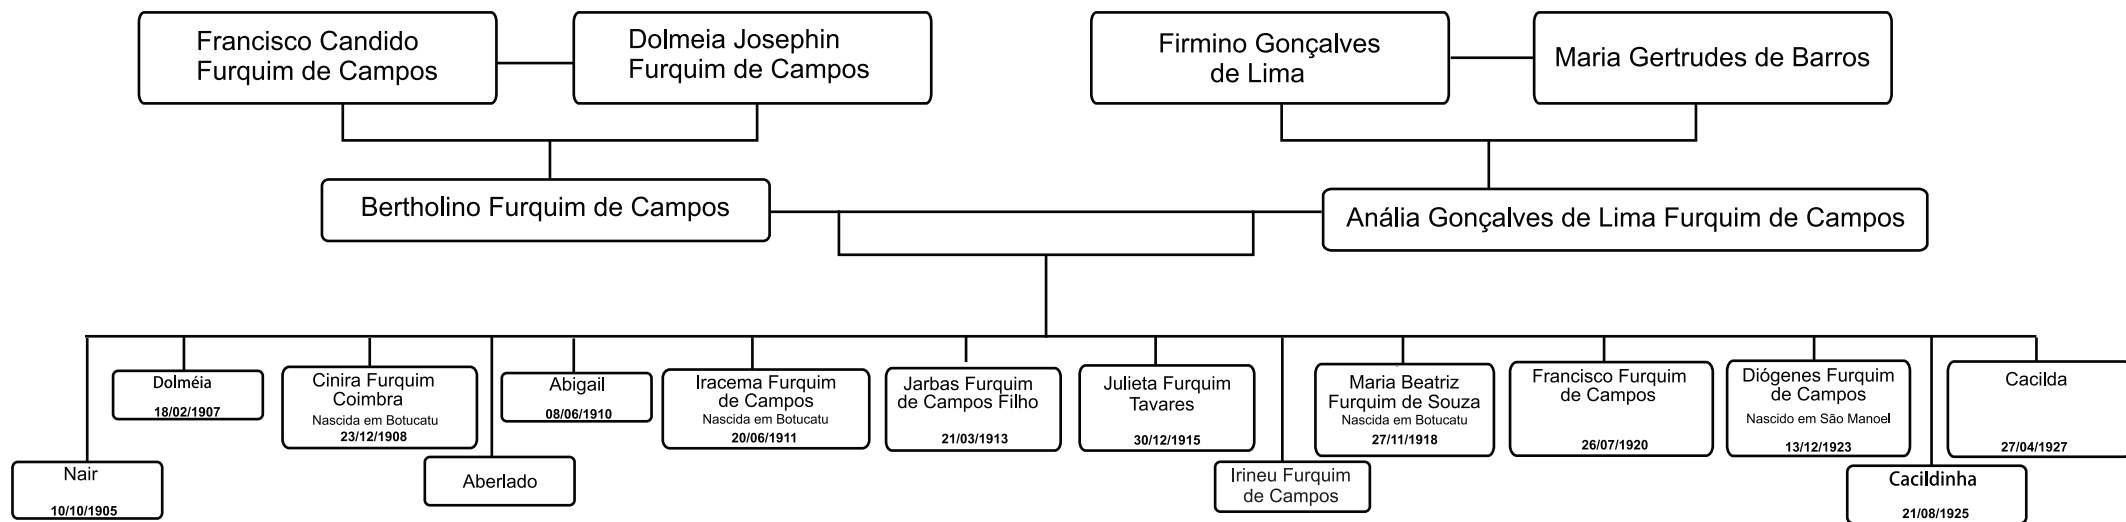 Francisco Candido
Furquim de Campos
Dolmeia Josephin
Furquim de Campos
Firmino Gonçalves
de Lima
Maria Gertrudes de Barros
Bertholino Furquim de Campos
Anália Gonçalves de Lima Furquim de Campos
Nair
10/10/1905
Dolméia
18/02/1907
Cinira Furquim
Coimbra
Nascida em Botucatu
23/12/1908
Aberlado
Abigail
08/06/1910
Iracema Furquim
de Campos
Nascida em Botucatu
20/06/1911
Jarbas Furquim
de Campos Filho
21/03/1913
Julieta Furquim
Tavares
30/12/1915
Irineu Furquim
de Campos
Maria Beatriz
Furquim de Souza
Nascida em Botucatu
27/11/1918
Francisco Furquim
de Campos
26/07/1920
Diógenes Furquim
de Campos
Nascido em São Manoel
13/12/1923
Cacildinha
21/08/1925
Cacilda
27/04/1927